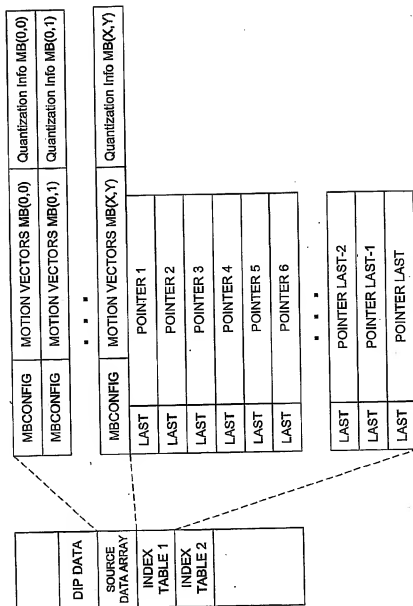 MBCONFIG MOTION VECTORS MB(0,0) Quantization Info MB(0,0)
MBCONFIG MOTION VECTORS MB(0,1) Quantization Info MB(0,1)
• • •
MBCONFIG MOTION VECTORS MB(X,Y) Quantization Info MB(X,Y)
LAST POINTER 1
LAST POINTER 2
LAST POINTER 3
LAST POINTER 4
LAST POINTER 5
LAST POINTER 6
• • •
LAST POINTER LAST-2
LAST POINTER LAST-1
LAST POINTER LAST
DIP DATA
SOURCE
DATA ARRAY
INDEX
TABLE 1
INDEX
TABLE 2